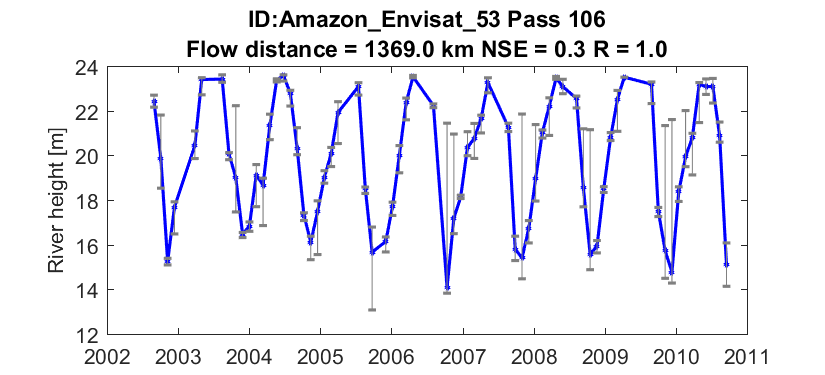 ID:Amazon_Envisat_53 Pass 106
Flow distance = 1369.0 km NSE = 0.3 R = 1.0
River height [m]
24
22
20
18
16
14
12
2002 2003 2004 2005 2006 2007 2008 2009 2010 2011